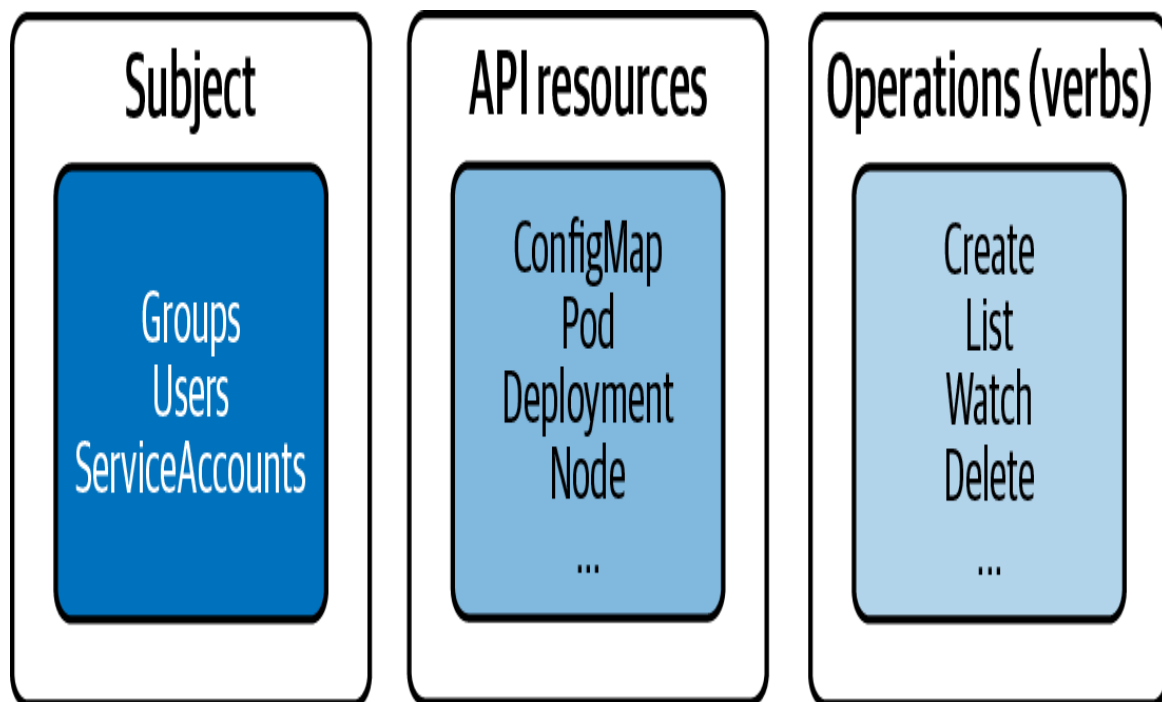 Subject
Groups
Users
ServiceAccounts
API resources
ConfigMap
Pod
Deployment
Node
...
Operations (verbs)
Create
List
Watch
Delete
...